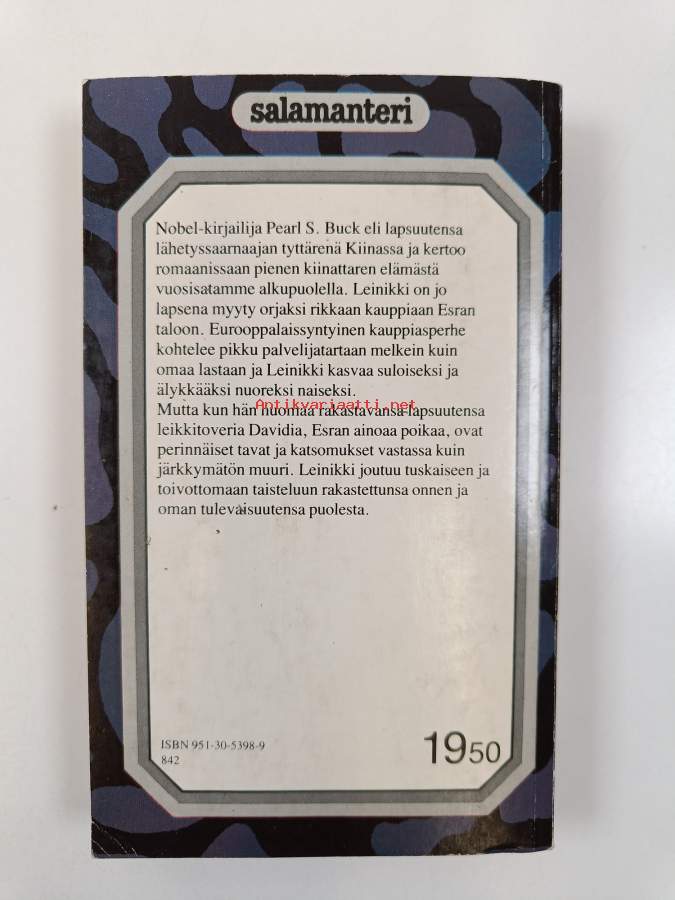 salamanteri
Nobel-kirjailija Pearl S. Buck eli lapsuutensa
lähetyssaarnaajan tyttärenä Kiinassa ja kertoo
romaanissaan pienen kiinattaren elämästä
vuosisatamme alkupuolella. Leinikki on jo
lapsena myyty orjaksi rikkaan kauppiaan Esran
taloon. Eurooppalaissyntyinen kauppiasperhe
kohtelee pikku palvelijatartaan melkein kuin
omaa lastaan ja Leinikki kasvaa suloiseksi ja
älykkääksi nuoreksi naiseksi.
Antikvariaatti.net
Mutta kun hän huomaa rakastavansa lapsuutensa
leikkitoveria Davidia, Esran ainoaa poikaa, ovat
perinnäiset tavat ja katsomukset vastassa kuin
järkkymätön muuri. Leinikki joutuu tuskaiseen ja
toivottomaan taisteluun rakastettunsa onnen ja
oman tulevaisuutensa puolesta.
ISBN 951-30-5398-9
842
1950